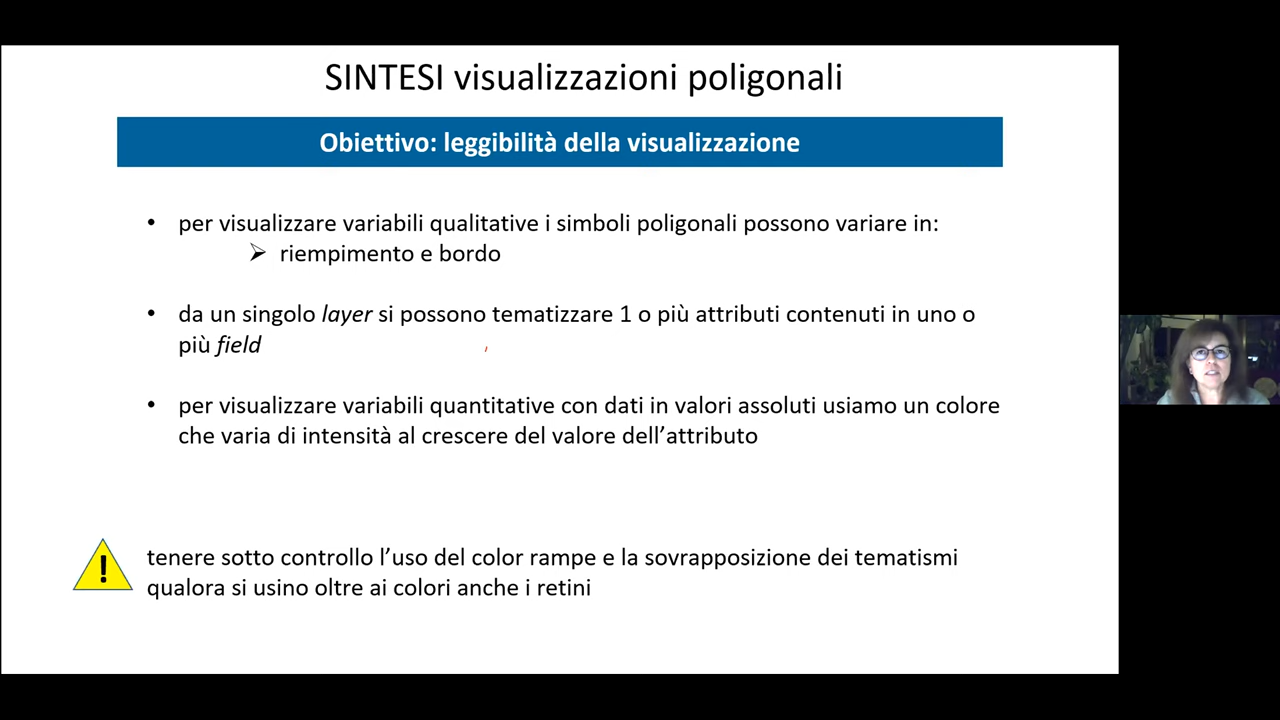 SINTESI visualizzazioni poligonali
Obiettivo: leggibilità della visualizzazione
• per visualizzare variabili qualitative i simboli poligonali possono variare in:
➢ riempimento e bordo
• da un singolo layer si possono tematizzare 1 o più attributi contenuti in uno o
più field
• per visualizzare variabili quantitative con dati in valori assoluti usiamo un colore
che varia di intensità al crescere del valore dell’attributo
!
tenere sotto controllo l’uso del color rampe e la sovrapposizione dei tematismi
qualora si usino oltre ai colori anche i retini